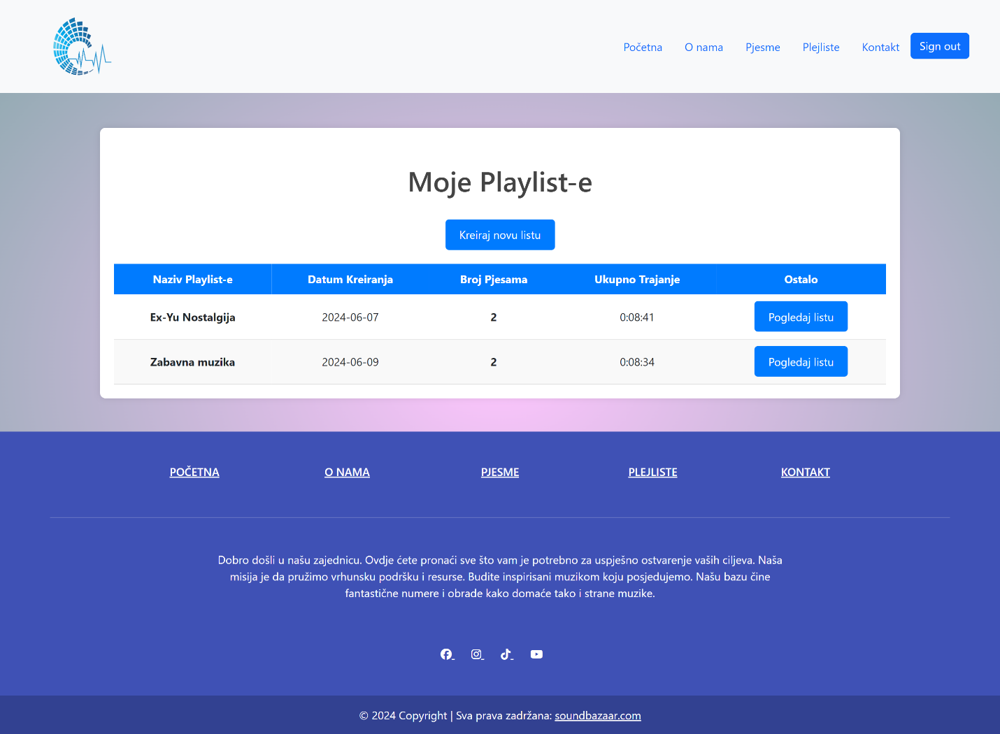 Početna O nama Pjesme Plejliste Kontakt Sign out
Moje Playlist-e
Kreiraj novu listu
Naziv Playlist-e Datum Kreiranja Broj Pjesama Ukupno Trajanje Ostalo
Ex-Yu Nostalgija 2024-06-07 2 0:08:41 Pogledaj listu
Zabavna muzika 2024-06-09 2 0:08:34 Pogledaj listu
POČETNA O NAMA PJESME PLEJLISTE KONTAKT
Dobro došli u našu zajednicu. Ovdje ćete pronaći sve što vam je potrebno za uspješno ostvarenje vaših ciljeva. Naša
misija je da pružimo vrhunsku podršku i resurse. Budite inspirisani muzikom koju posjedujemo. Našu bazu čine
fantastične numere i obrade kako domaće tako i strane muzike.
© 2024 Copyright | Sva prava zadržana: soundbazaar.com